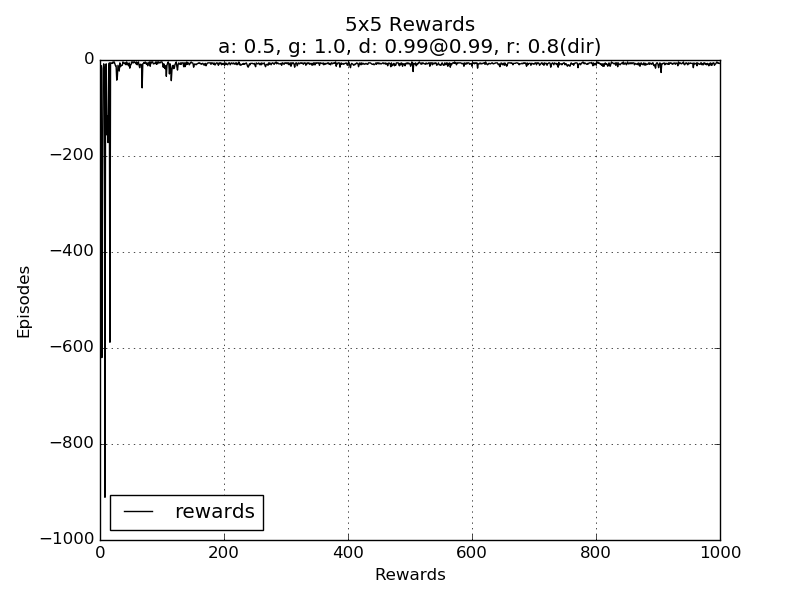 5x5 Rewards
a: 0.5, g: 1.0, d: 0.99@0.99, r: 0.8(dir)
0
−200
−400
−600
−800
−1000
Episodes
rewards
0 200 400 600 800 1000
Rewards